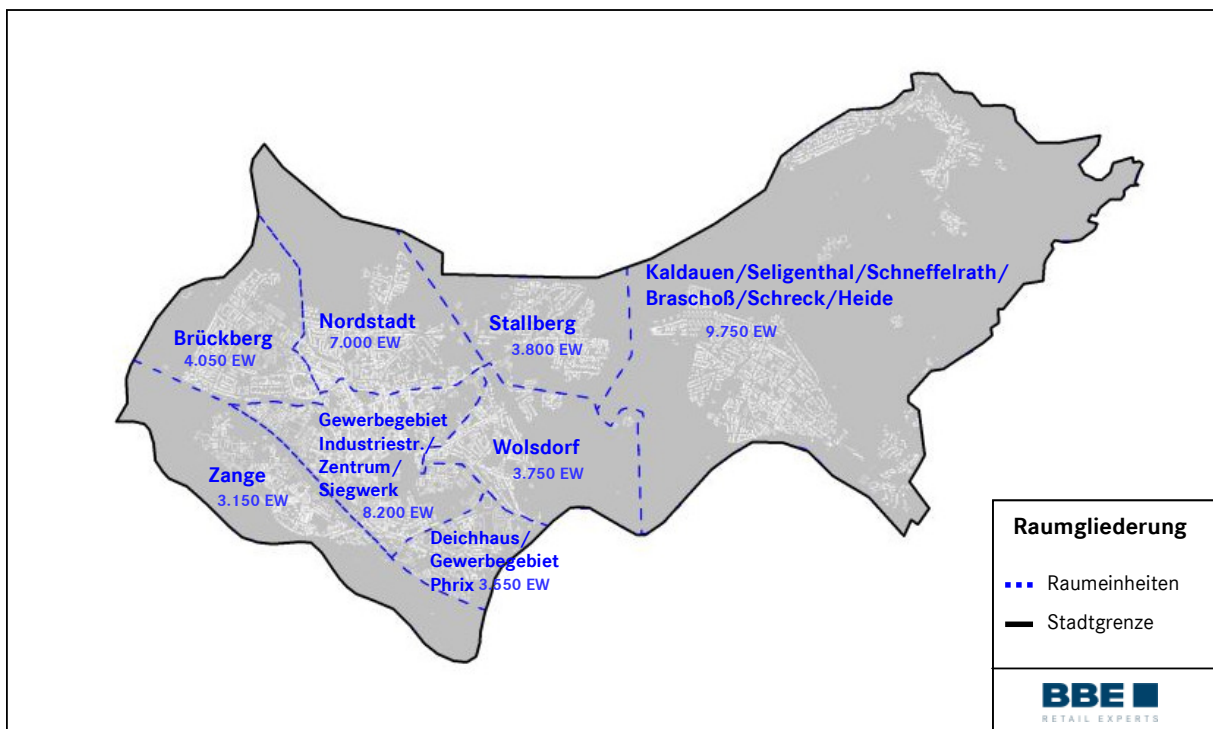 Kaldauen/Seligenthal/Schneffelrath/
Braschoß/Schreck/Heide
9.750 EW
Nordstadt
7.000 EW
Stallberg
3.800 EW
Brückberg
4.050 EW
Gewerbegebiet
Industriestr./
Zentrum/
Siegwerk
8.200 EW
Wolsdorf
3.750 EW
Zange
3.150 EW
Deichhaus/
Gewerbegebiet
Phrix 3.550 EW
Raumgliederung
Raumeinheiten
Stadtgrenze
BBE
RETAIL EXPERTS